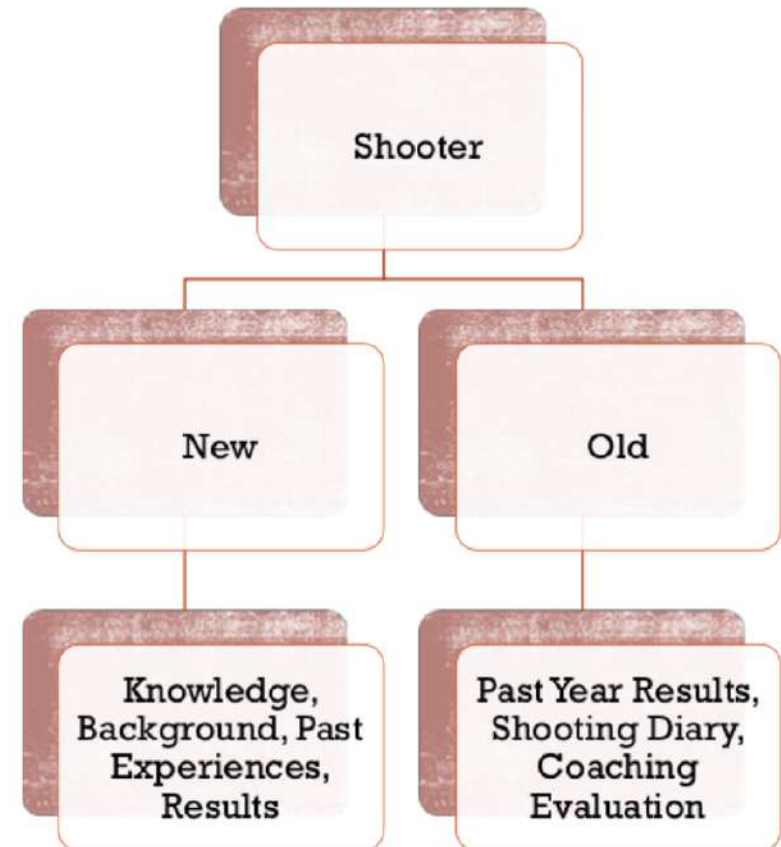 Shooter
New
Old
Knowledge,
Background, Past
Experiences,
Results
Past Year Results,
Shooting Diary,
Coaching
Evaluation